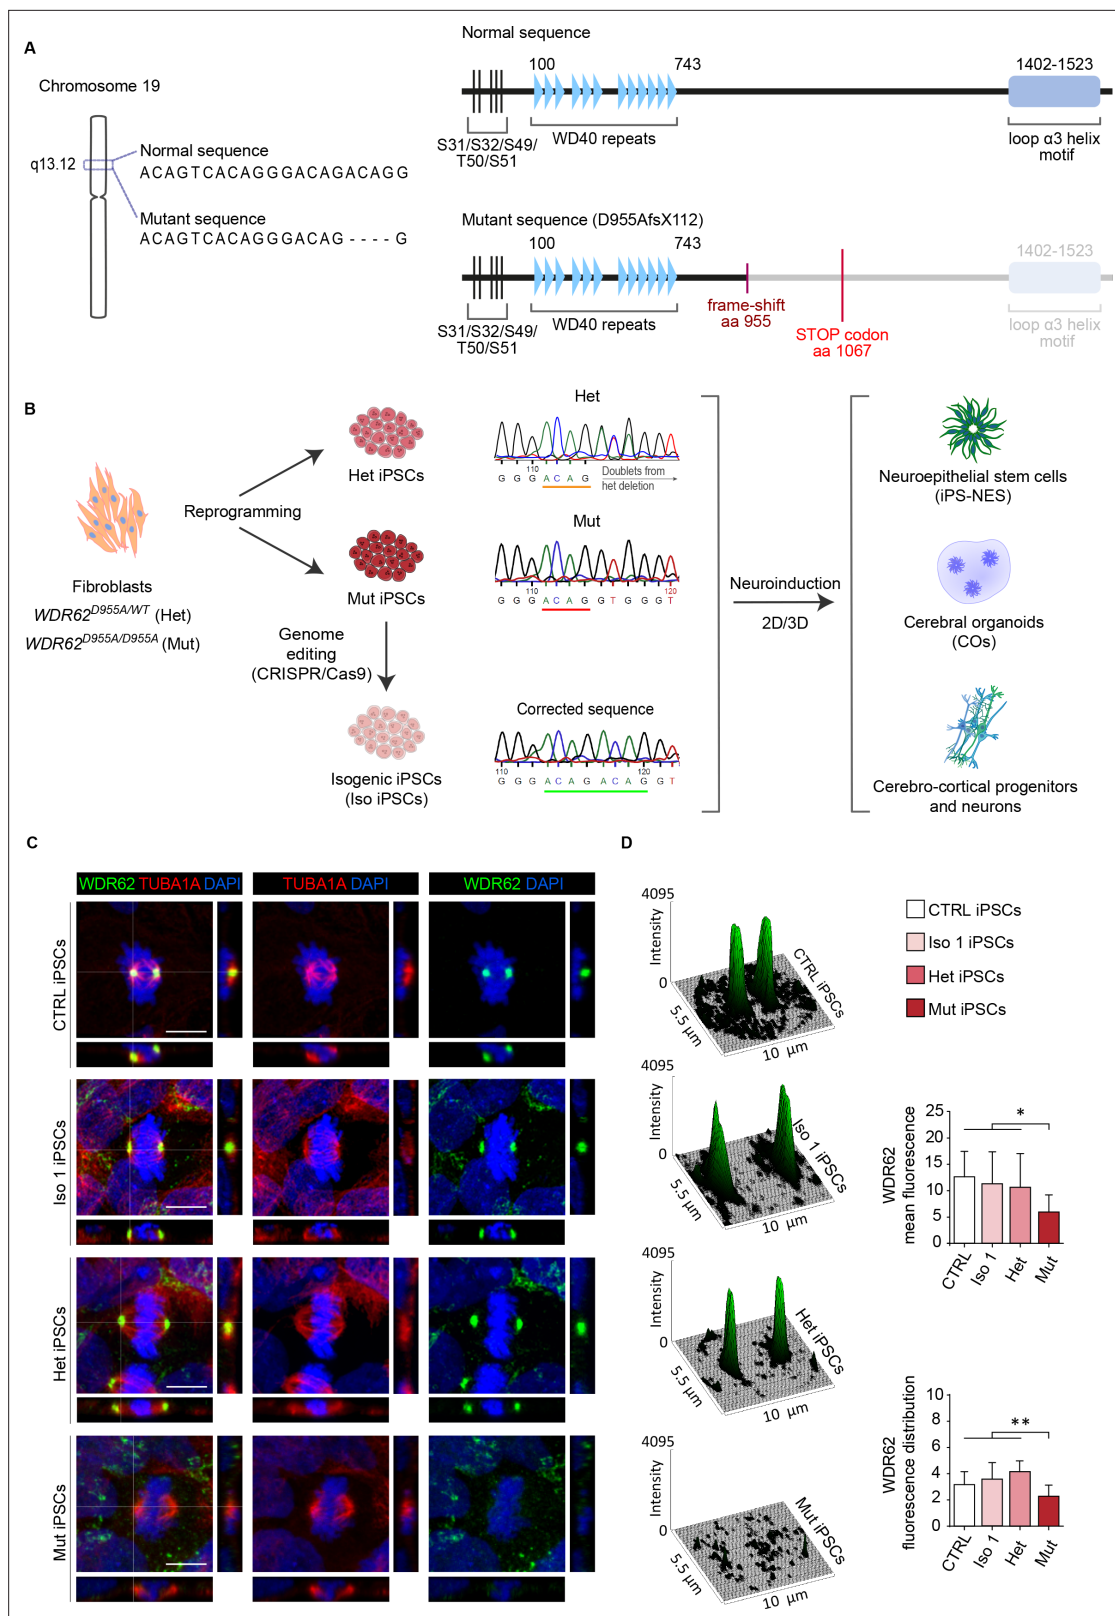 A
Chromosome 19
q13.12
Normal sequence
ACAGTCACAGGGACAGACAGG
Mutant sequence
ACAGTCACAGGGACAG - - - - G
Normal sequence
100
743
1402-1523
S31/S32/S49/
T50/S51
WD40 repeats
loop α3 helix
motif
Mutant sequence (D955AfsX112)
100
743
1402-1523
S31/S32/S49/
T50/S51
WD40 repeats
frame-shift
aa 955
STOP codon
aa 1067
loop α3 helix
motif
B
Fibroblasts
WDR62D955A/WT (Het)
WDR62D955A/D955A (Mut)
Reprogramming
Het iPSCs
Mut iPSCs
Genome
editing
(CRISPR/Cas9)
Isogenic iPSCs
(Iso iPSCs)
Het
110
G G G A C A G
Doublets from
het deletion
Mut
110
120
G G G A C A G G T G G G T
Corrected sequence
110
120
G G G A C A G A C A G G T
Neuroinduction
2D/3D
Neuroepithelial stem cells
(iPS-NES)
Cerebral organoids
(COs)
Cerebro-cortical progenitors
and neurons
C
WDR62 TUBA1A DAPI
TUBA1A DAPI
WDR62 DAPI
CTRL iPSCs
Iso 1 iPSCs
Het iPSCs
Mut iPSCs
D
4095
Intensity
0
5.5 μm
10 μm
CTRL iPSCs
4095
Intensity
0
5.5 μm
10 μm
Iso 1 iPSCs
4095
Intensity
0
5.5 μm
10 μm
Het iPSCs
4095
Intensity
0
5.5 μm
10 μm
Mut iPSCs
CTRL iPSCs
Iso 1 iPSCs
Het iPSCs
Mut iPSCs
WDR62
mean fluorescence
25
20
15
10
5
0
*
CTRL
Iso 1
Het
Mut
WDR62
fluorescence distribution
10
8
6
4
2
0
**
CTRL
Iso 1
Het
Mut